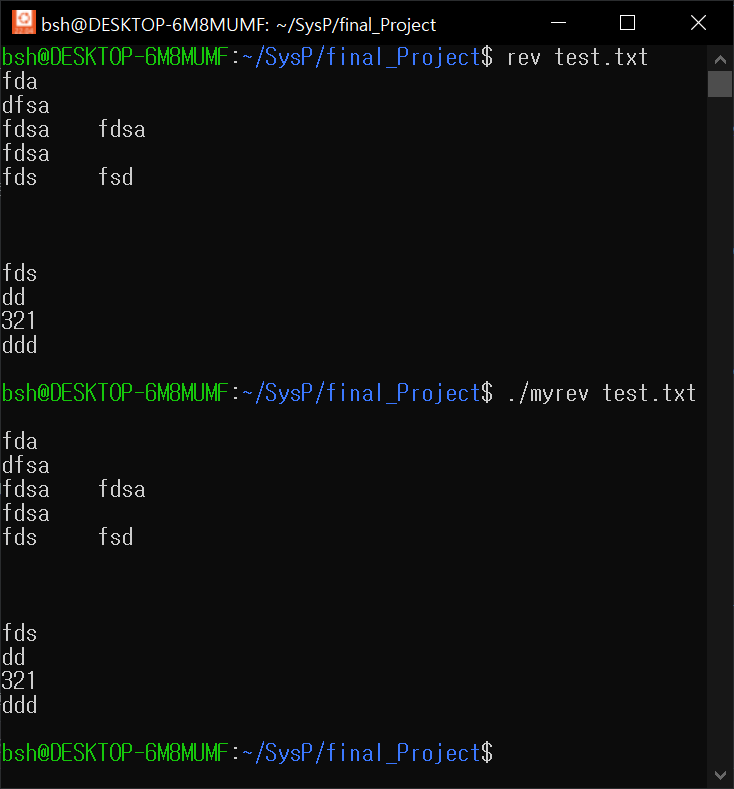 bsh@DESKTOP-6M8MUMF: ~/SysP/final_Project
bsh@DESKTOP-6M8MUMF:~/SysP/final_Project$ rev test.txt
fda
dfsa
fdsa    fdsa
fdsa
fds     fsd
fds
dd
321
ddd
bsh@DESKTOP-6M8MUMF:~/SysP/final_Project$ ./myrev test.txt
fda
dfsa
fdsa    fdsa
fdsa
fds     fsd
fds
dd
321
ddd
bsh@DESKTOP-6M8MUMF:~/SysP/final_Project$